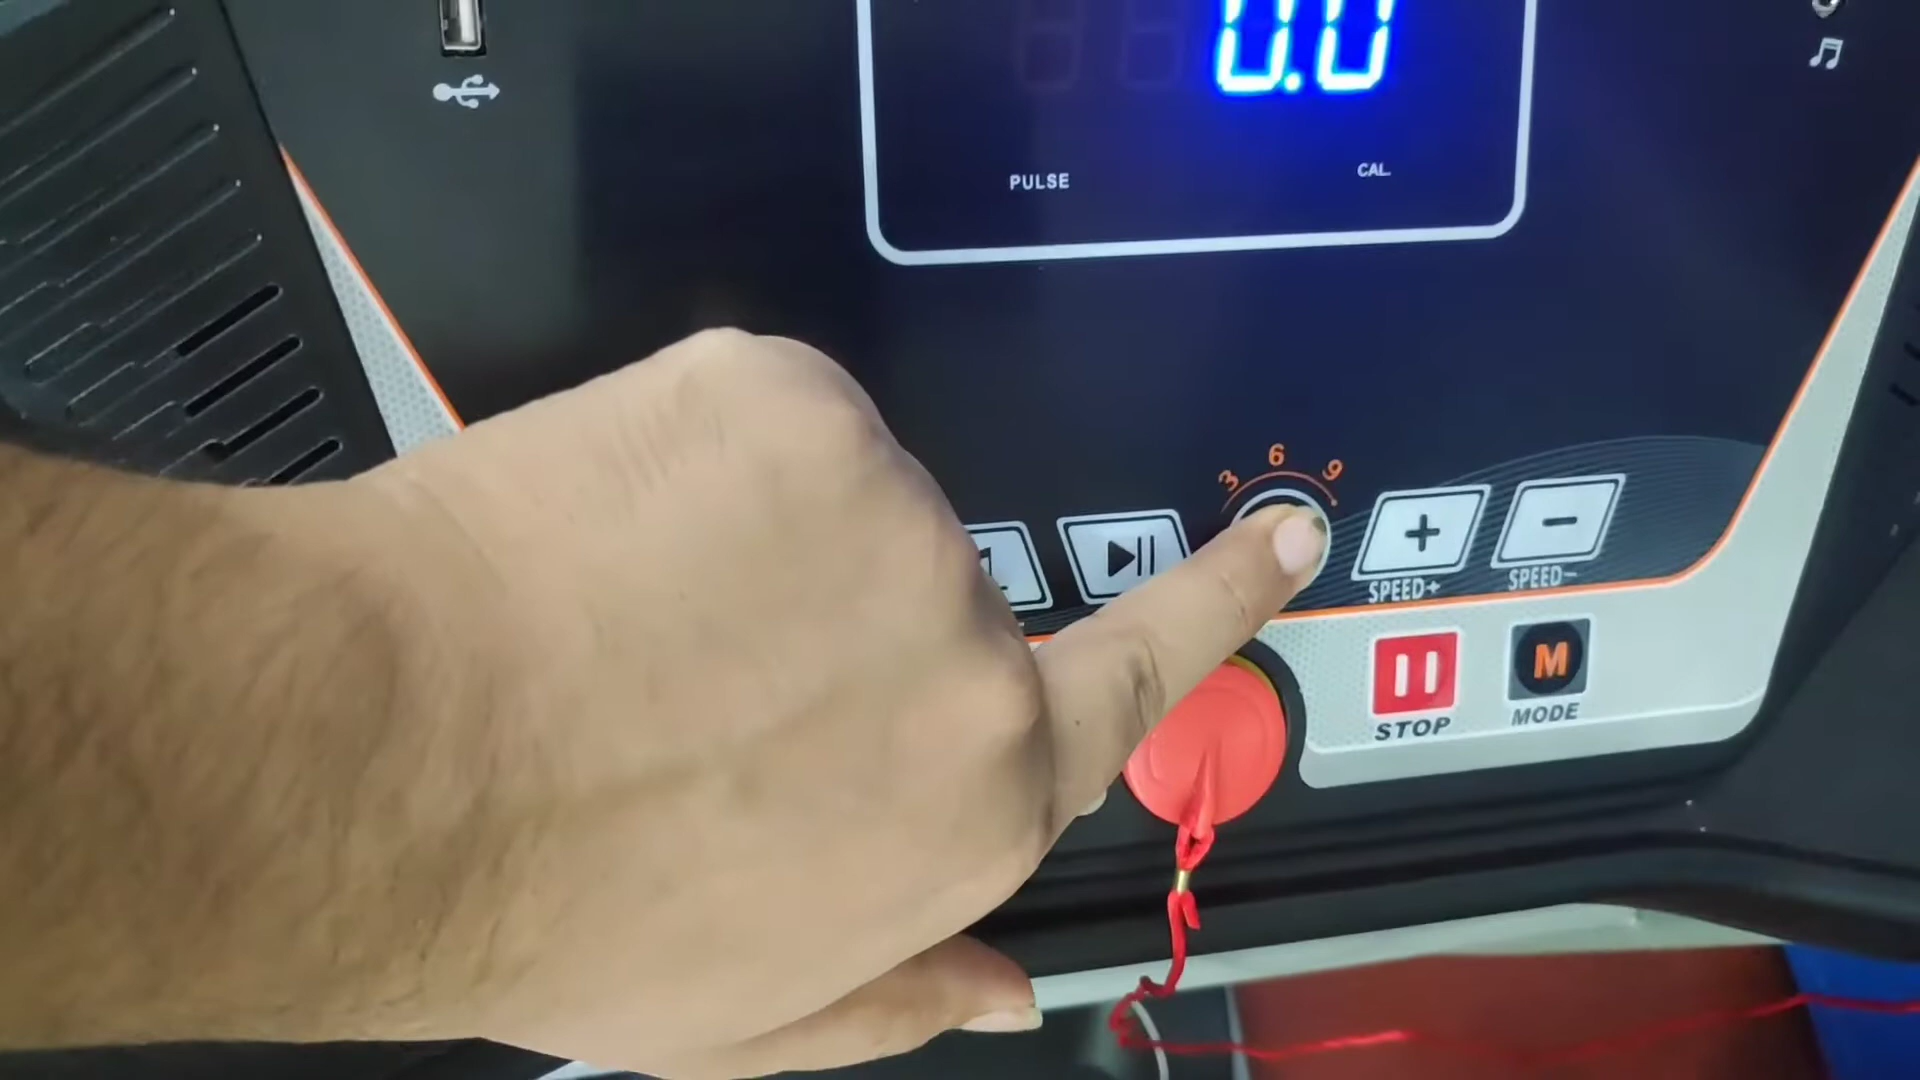 0.0
PULSE CAL.
3 6 9
SPEED+ SPEED-
M
STOP MODE